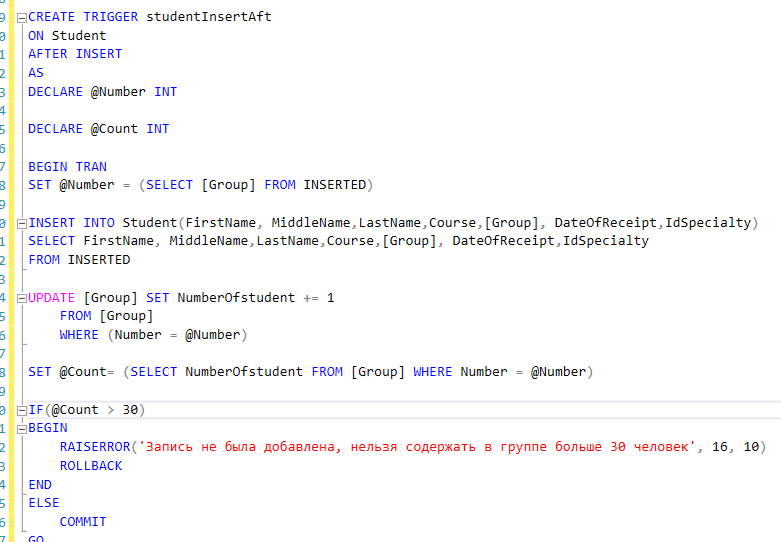 CREATE TRIGGER studentInsertAft
ON Student
AFTER INSERT
AS
DECLARE @Number INT
DECLARE @Count INT
BEGIN TRAN
SET @Number = (SELECT [Group] FROM INSERTED)
INSERT INTO Student(FirstName, MiddleName,LastName,Course,[Group], DateOfReceipt,IdSpecialty)
SELECT FirstName, MiddleName,LastName,Course,[Group], DateOfReceipt,IdSpecialty
FROM INSERTED
UPDATE [Group] SET NumberOfstudent += 1
FROM [Group]
WHERE (Number = @Number)
SET @Count= (SELECT NumberOfstudent FROM [Group] WHERE Number = @Number)
IF(@Count > 30)
BEGIN
RAISERROR('Запись не была добавлена, нельзя содержать в группе больше 30 человек', 16, 10)
ROLLBACK
END
ELSE
COMMIT
GO